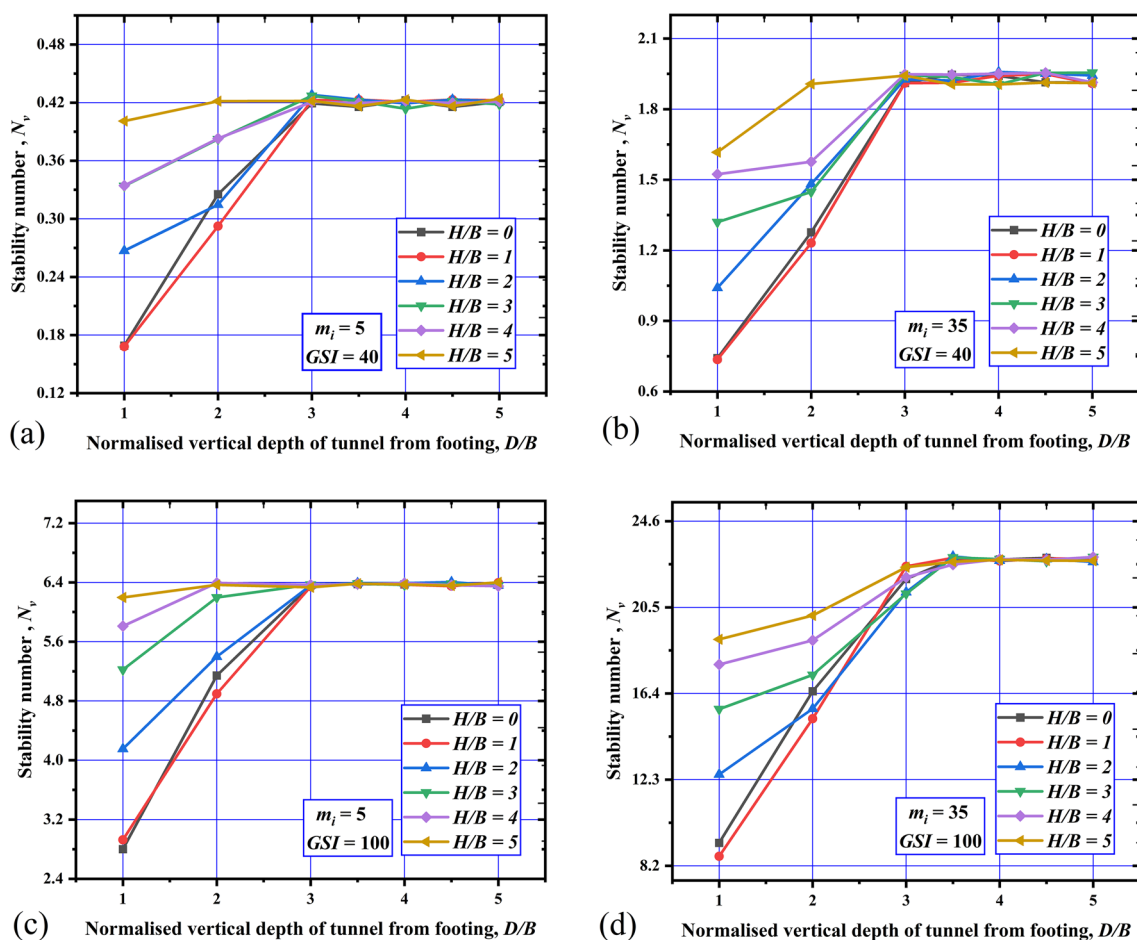 0.48
0.42
0.36
0.30
0.24
0.18
0.12
Stability number , Nᵥ
H/B = 0
H/B = 1
H/B = 2
H/B = 3
H/B = 4
H/B = 5
mᵢ = 5
GSI = 40
1 2 3 4 5
(a)
Normalised vertical depth of tunnel from footing, D/B
2.1
1.8
1.5
1.2
0.9
0.6
Stability number , Nᵥ
H/B = 0
H/B = 1
H/B = 2
H/B = 3
H/B = 4
H/B = 5
mᵢ = 35
GSI = 40
1 2 3 4 5
(b)
Normalised vertical depth of tunnel from footing, D/B
7.2
6.4
5.6
4.8
4.0
3.2
2.4
Stability number , Nᵥ
H/B = 0
H/B = 1
H/B = 2
H/B = 3
H/B = 4
H/B = 5
mᵢ = 5
GSI = 100
1 2 3 4 5
(c)
Normalised vertical depth of tunnel from footing, D/B
24.6
20.5
16.4
12.3
8.2
Stability number , Nᵥ
H/B = 0
H/B = 1
H/B = 2
H/B = 3
H/B = 4
H/B = 5
mᵢ = 35
GSI = 100
1 2 3 4 5
(d)
Normalised vertical depth of tunnel from footing, D/B